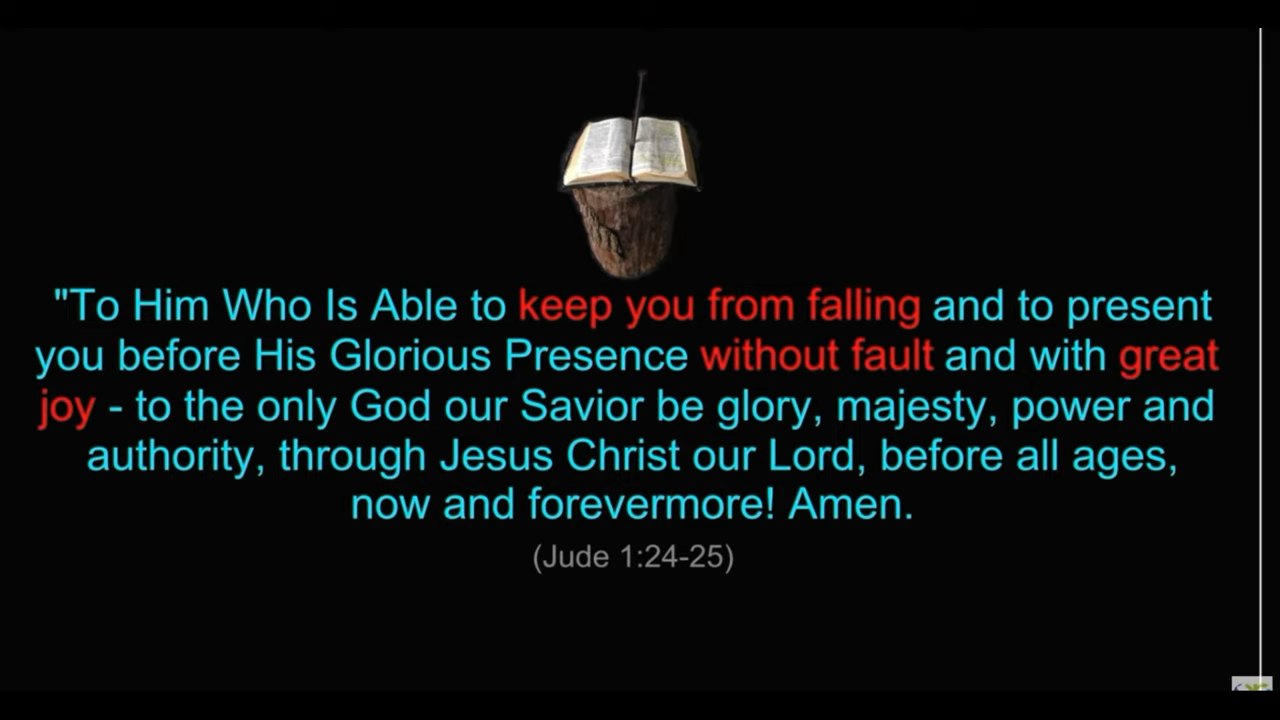 "To Him Who Is Able to keep you from falling and to present
you before His Glorious Presence without fault and with great
joy - to the only God our Savior be glory, majesty, power and
authority, through Jesus Christ our Lord, before all ages,
now and forevermore! Amen.
(Jude 1:24-25)